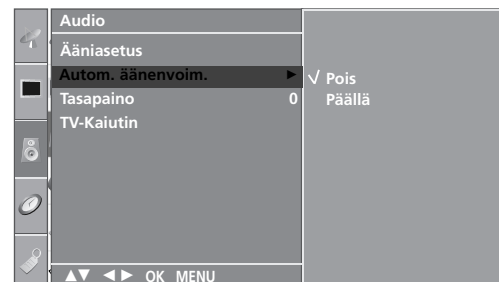 Audio
Ääniasetus
Autom. äänenvoim. ►
Tasapaino 0
TV-Kaiutin
√ Pois
Päällä
▲▼ ◄► OK MENU